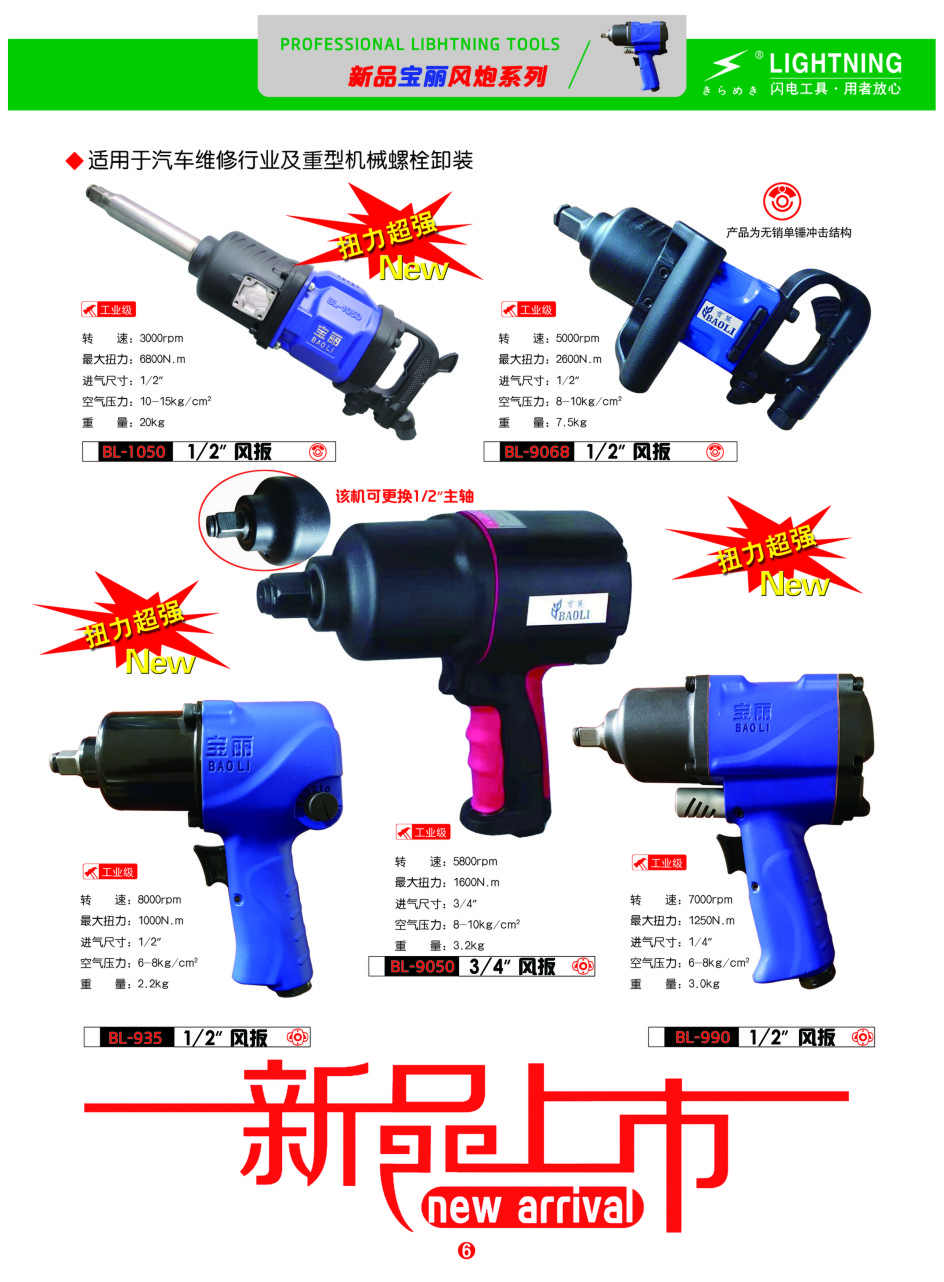 PROFESSIONAL LIBHTNING TOOLS
新品宝丽风炮系列
® LIGHTNING
きらめき 闪电工具·用者放心
适用于汽车维修行业及重型机械螺栓卸装
扭力超强
New
产品为无销单锤冲击结构
BL-1050
宝丽
BAOLI
宝丽
BAOLI
工业级
转 速：3000rpm
最大扭力：6800N.m
进气尺寸：1/2"
空气压力：10-15kg/cm²
重 量：20kg
BL-1050 1/2" 风扳
工业级
转 速：5000rpm
最大扭力：2600N.m
进气尺寸：1/2"
空气压力：8-10kg/cm²
重 量：7.5kg
BL-9068 1/2" 风扳
该机可更换1/2"主轴
扭力超强
New
扭力超强
New
BAOLI
宝丽
BAOLI
宝丽
BAOLI
工业级
转 速：8000rpm
最大扭力：1000N.m
进气尺寸：1/2"
空气压力：6-8kg/cm²
重 量：2.2kg
BL-935 1/2" 风扳
工业级
转 速：5800rpm
最大扭力：1600N.m
进气尺寸：3/4"
空气压力：8-10kg/cm²
重 量：3.2kg
BL-9050 3/4" 风扳
工业级
转 速：7000rpm
最大扭力：1250N.m
进气尺寸：1/4"
空气压力：6-8kg/cm²
重 量：3.0kg
BL-990 1/2" 风扳
新品上市
new arrival
6